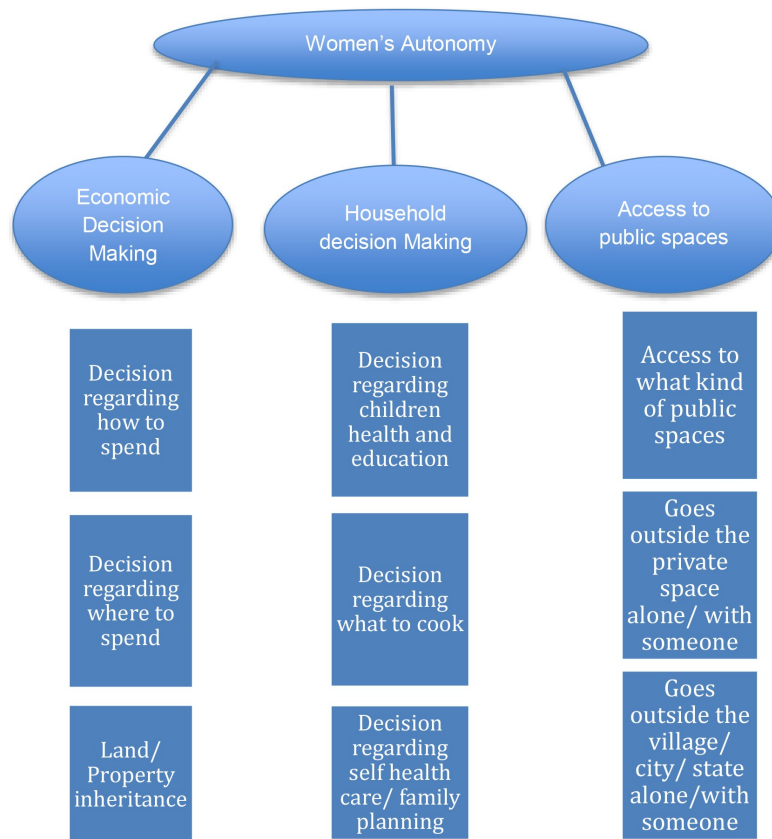 Women's Autonomy
Economic
Decision
Making
Household
decision Making
Access to
public spaces
Decision
regarding
how to
spend
Decision
regarding
where to
spend
Land/
Property
inheritance
Decision
regarding
children
health and
education
Decision
regarding
what to cook
Decision
regarding
self health
care/ family
planning
Access to
what kind
of public
spaces
Goes
outside the
private
space
alone/ with
someone
Goes
outside the
village/
city/ state
alone/with
someone